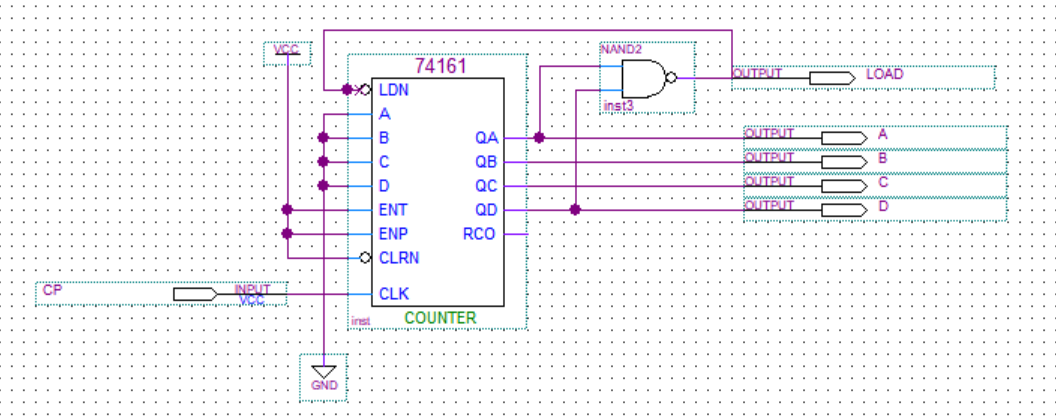 VCC
74161
NAND2
LDN
OUTPUT LOAD
A
inst3
B QA OUTPUT A
C QB OUTPUT B
D QC OUTPUT C
ENT QD OUTPUT D
ENP RCO
CLRN
CP INPUT CLK
VCC
inst COUNTER
GND